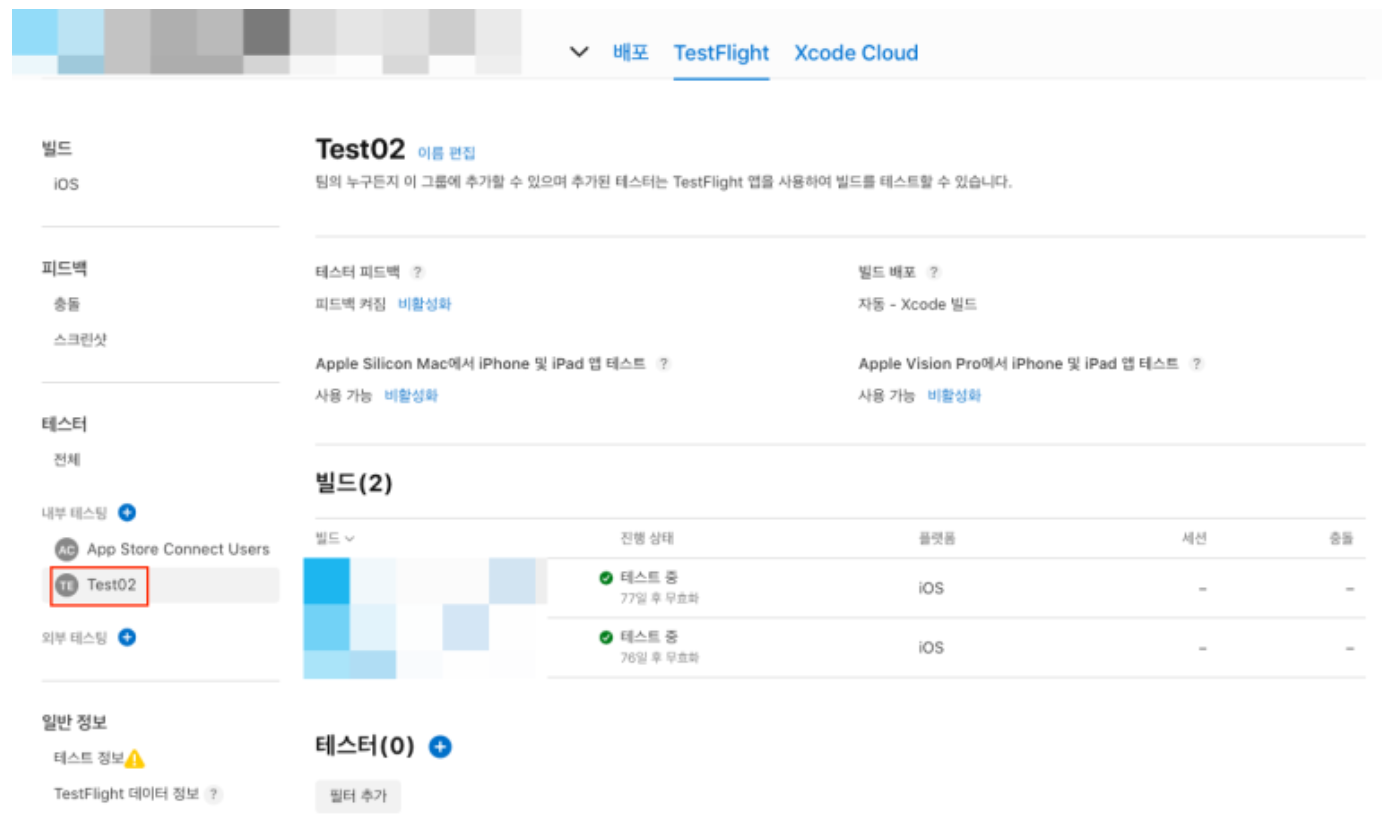 배포 TestFlight Xcode Cloud
빌드
iOS
피드백
충돌
스크린샷
테스터
전체
내부 테스팅
AC App Store Connect Users
TE Test02
외부 테스팅
일반 정보
테스트 정보
TestFlight 데이터 정보 ?
Test02 이름 편집
팀의 누구든지 이 그룹에 추가할 수 있으며 추가된 테스터는 TestFlight 앱을 사용하여 빌드를 테스트할 수 있습니다.
테스터 피드백 ? 빌드 배포 ?
피드백 켜짐 비활성화 자동 - Xcode 빌드
Apple Silicon Mac에서 iPhone 및 iPad 앱 테스트 ? Apple Vision Pro에서 iPhone 및 iPad 앱 테스트 ?
사용 가능 비활성화 사용 가능 비활성화
빌드(2)
빌드 진행 상태 플랫폼 세션 충돌
테스트 중 iOS – –
77일 후 무효화
테스트 중 iOS – –
76일 후 무효화
테스터(0)
필터 추가